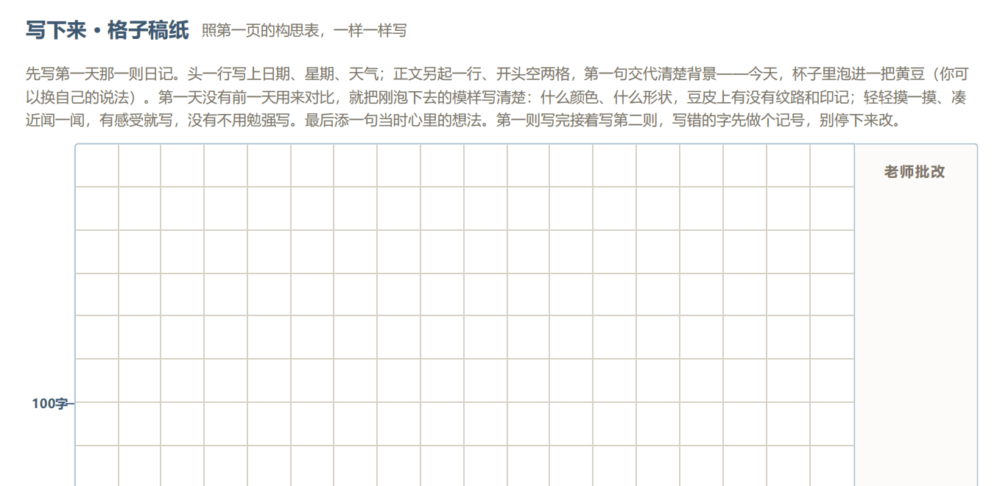 写下来·格子稿纸 照第一页的构思表，一样一样写
先写第一天那一则日记。头一行写上日期、星期、天气；正文另起一行、开头空两格，第一句交代清楚背景——今天，杯子里泡进一把黄豆（你可
以换自己的说法）。第一天没有前一天用来对比，就把刚泡下去的模样写清楚：什么颜色、什么形状，豆皮上有没有纹路和印记；轻轻摸一摸、凑
近闻一闻，有感受就写，没有不用勉强写。最后添一句当时心里的想法。第一则写完接着写第二则，写错的字先做个记号，别停下来改。
老师批改
100字